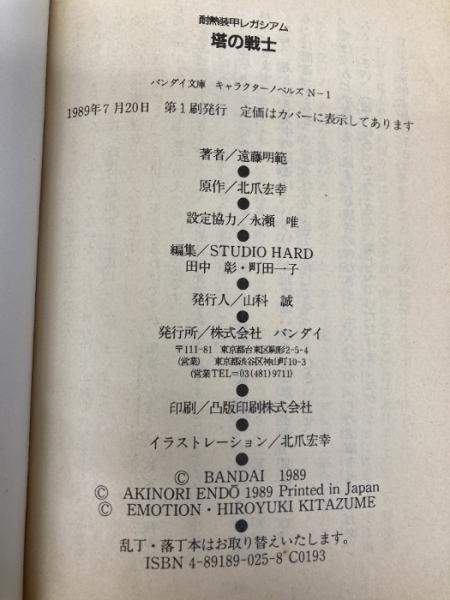 耐熱装甲レガシアム
塔の戦士
バンダイ文庫 キャラクターノベルズ N-1
1989年7月20日 第1刷発行 定価はカバーに表示してあります
著者/遠藤明範
●
原作/北爪宏幸
●
設定協力/永瀬 唯
●
編集/STUDIO HARD
田中 彰・町田一子
●
発行人/山科 誠
●
発行所/株式会社 バンダイ
〒111-81 東京都台東区駒形2-5-4
(営業) 東京都渋谷区神山町10-3
(営業TEL=03(481)9711)
●
印刷/凸版印刷株式会社
●
イラストレーション/北爪宏幸
●
© BANDAI 1989
© AKINORI ENDŌ 1989 Printed in Japan
© EMOTION・HIROYUKI KITAZUME
●
乱丁・落丁本はお取り替えいたします。
ISBN 4-89189-025-8 C0193